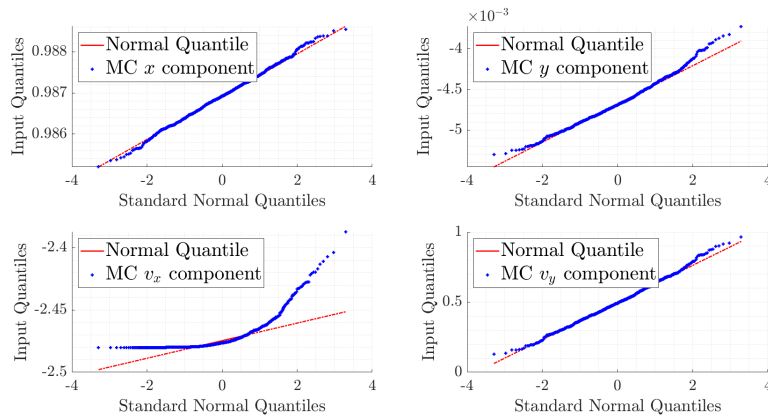 ×10⁻³
Normal Quantile
MC x component
Input Quantiles
0.988
0.987
0.986
-4 -2 0 2 4
Standard Normal Quantiles
Normal Quantile
MC y component
Input Quantiles
-4
-4.5
-5
-4 -2 0 2 4
Standard Normal Quantiles
Normal Quantile
MC vₓ component
Input Quantiles
-2.4
-2.45
-2.5
-4 -2 0 2 4
Standard Normal Quantiles
Normal Quantile
MC v_y component
Input Quantiles
1
0.5
0
-4 -2 0 2 4
Standard Normal Quantiles